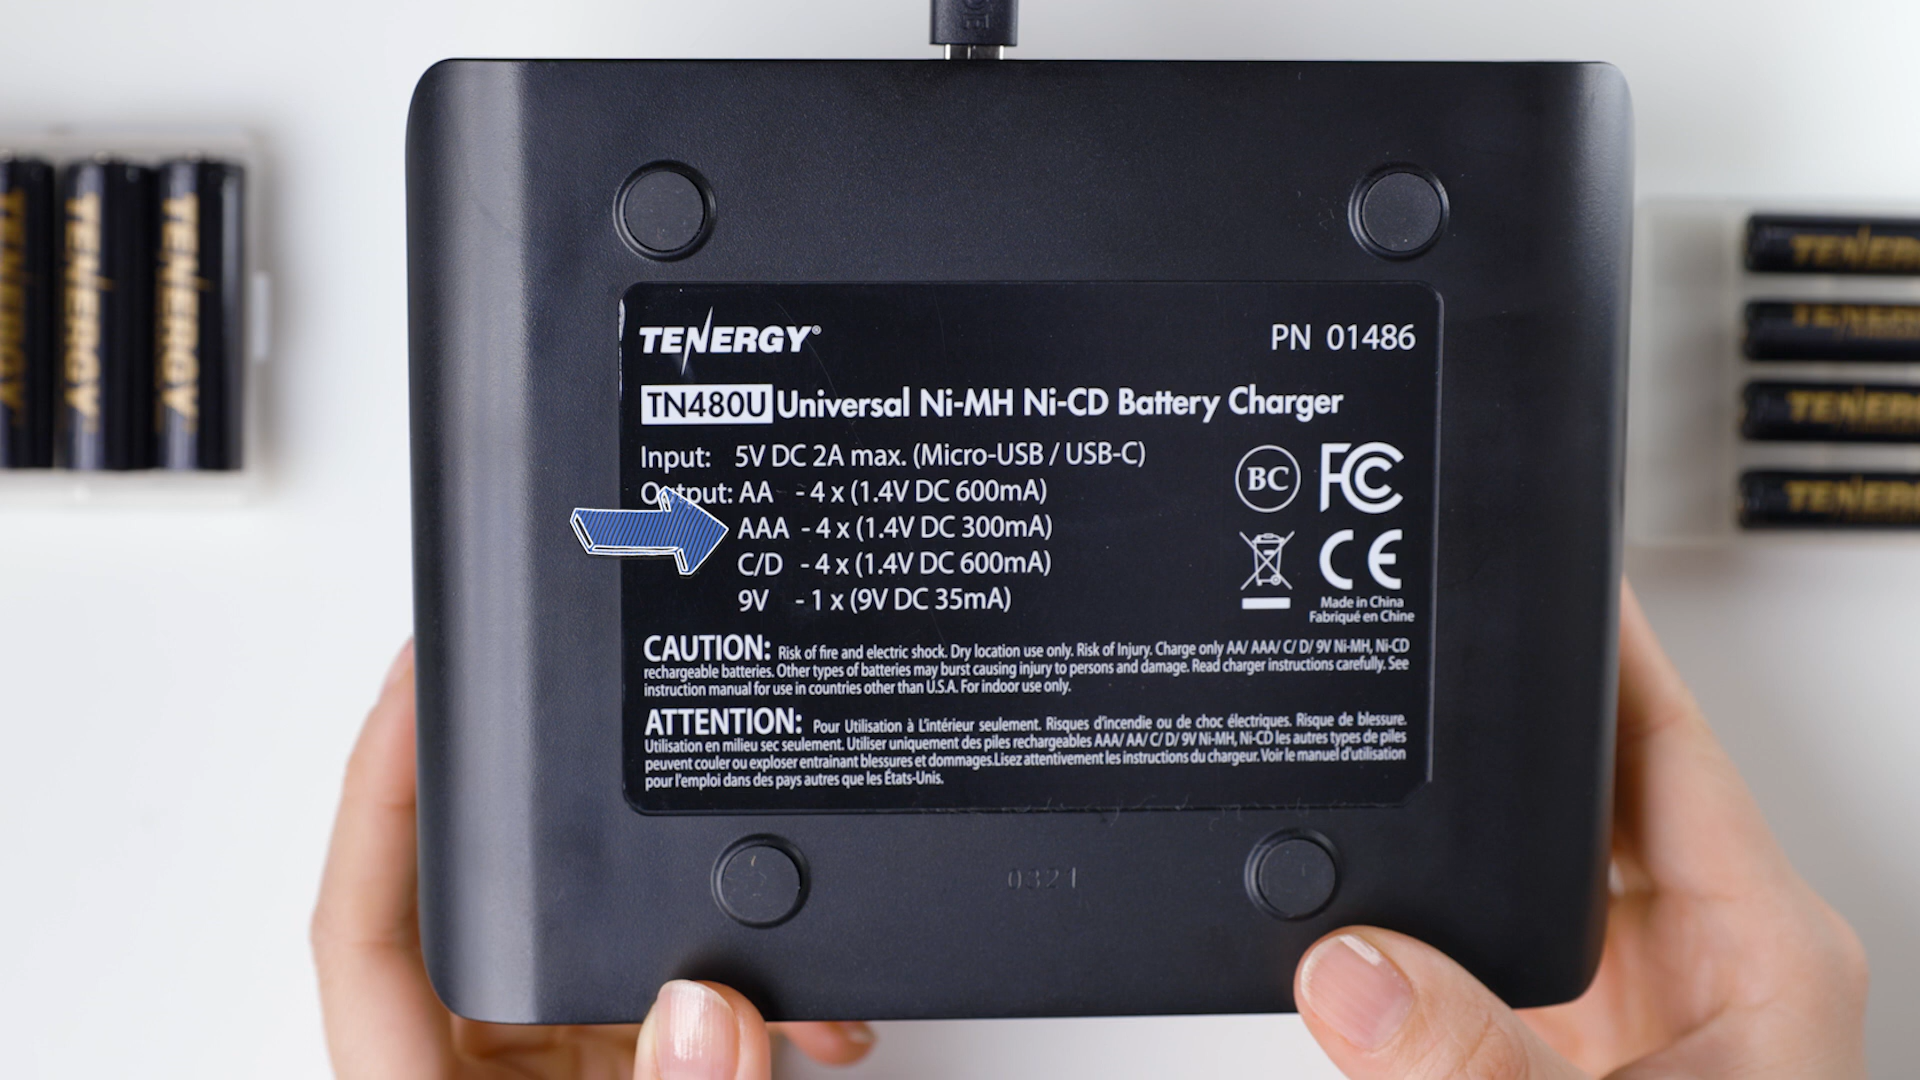 TENERGY® PN 01486
TN480U Universal Ni-MH Ni-CD Battery Charger
Input: 5V DC 2A max. (Micro-USB / USB-C)
Output: AA - 4 x (1.4V DC 600mA)
AAA - 4 x (1.4V DC 300mA)
C/D - 4 x (1.4V DC 600mA)
9V - 1 x (9V DC 35mA)
BC FC CE
Made in China
Fabriqué en Chine
CAUTION: Risk of fire and electric shock. Dry location use only. Risk of Injury. Charge only AA/ AAA/ C/ D/ 9V Ni-MH, Ni-CD
rechargeable batteries. Other types of batteries may burst causing injury to persons and damage. Read charger instructions carefully. See
instruction manual for use in countries other than U.S.A. For indoor use only.
ATTENTION: Pour Utilisation à L'intérieur seulement. Risques d'incendie ou de choc électriques. Risque de blessure.
Utilisation en milieu sec seulement. Utiliser uniquement des piles rechargeables AAA/ AA/ C/ D/ 9V Ni-MH, Ni-CD les autres types de piles
peuvent couler ou exploser entrainant blessures et dommages.Lisez attentivement les instructions du chargeur. Voir le manuel d'utilisation
pour l'emploi dans des pays autres que les États-Unis.
0321
TENERGY
TENERGY
TENERGY
TENERGY
TENERGY
TENERGY
TENERGY